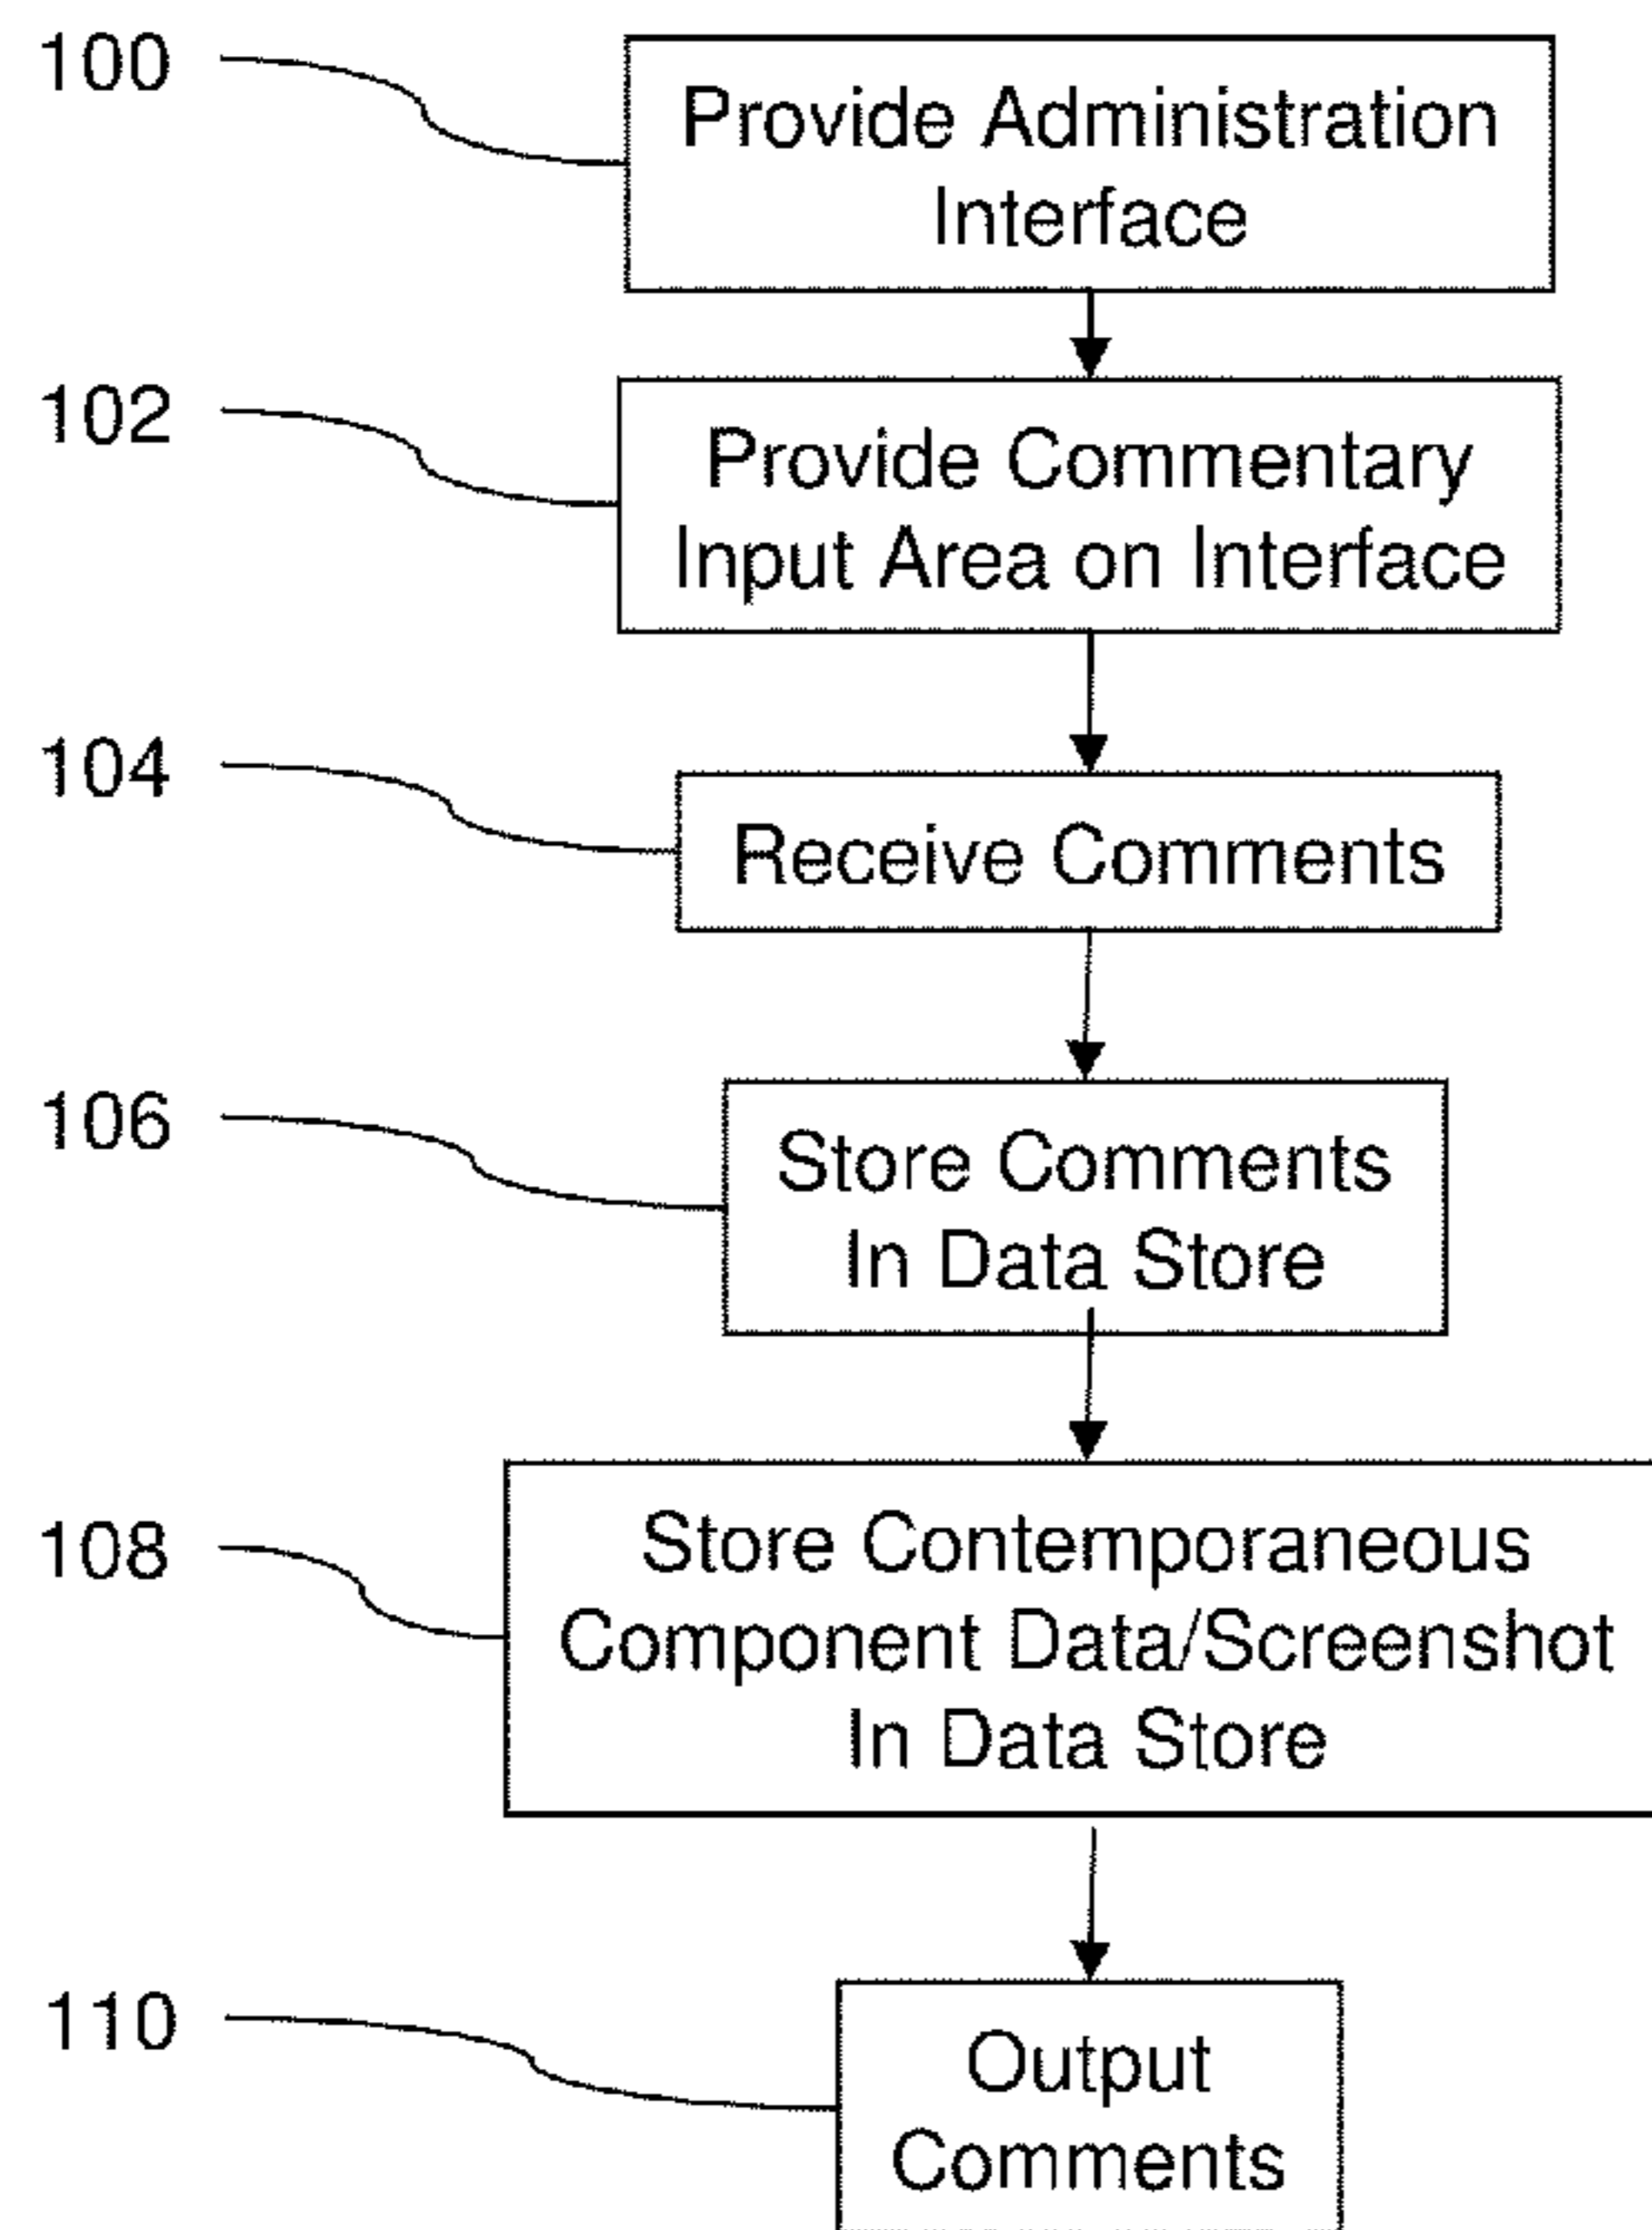 100
Provide Administration
Interface
102
Provide Commentary
Input Area on Interface
104
Receive Comments
106
Store Comments
In Data Store
108
Store Contemporaneous
Component Data/Screenshot
In Data Store
110
Output
Comments